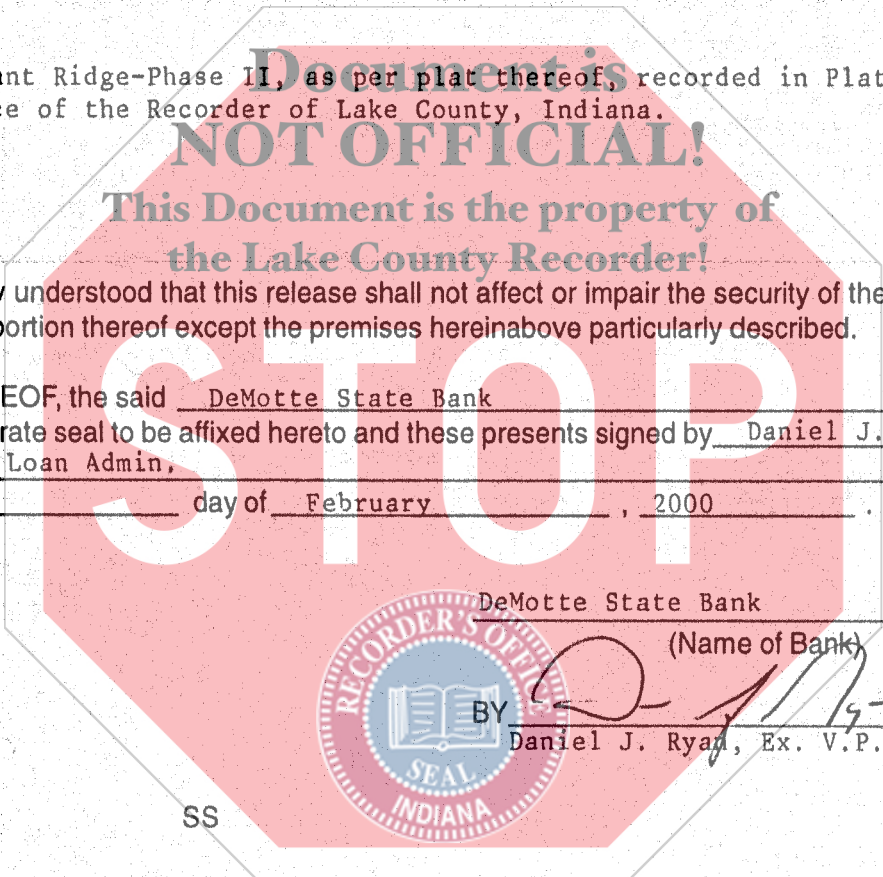 Document is
ant Ridge-Phase II, as per plat thereof, recorded in Plat
ce of the Recorder of Lake County, Indiana.
NOT OFFICIAL!
This Document is the property of
the Lake County Recorder!
y understood that this release shall not affect or impair the security of the
portion thereof except the premises hereinabove particularly described.
STOP
EOF, the said DeMotte State Bank
rate seal to be affixed hereto and these presents signed by Daniel J.
Loan Admin.
day of February , 2000 .
DeMotte State Bank
(Name of Bank)
BY
Daniel J. Ryan, Ex. V.P.
RECORDER'S OFFICE
SEAL
INDIANA
SS